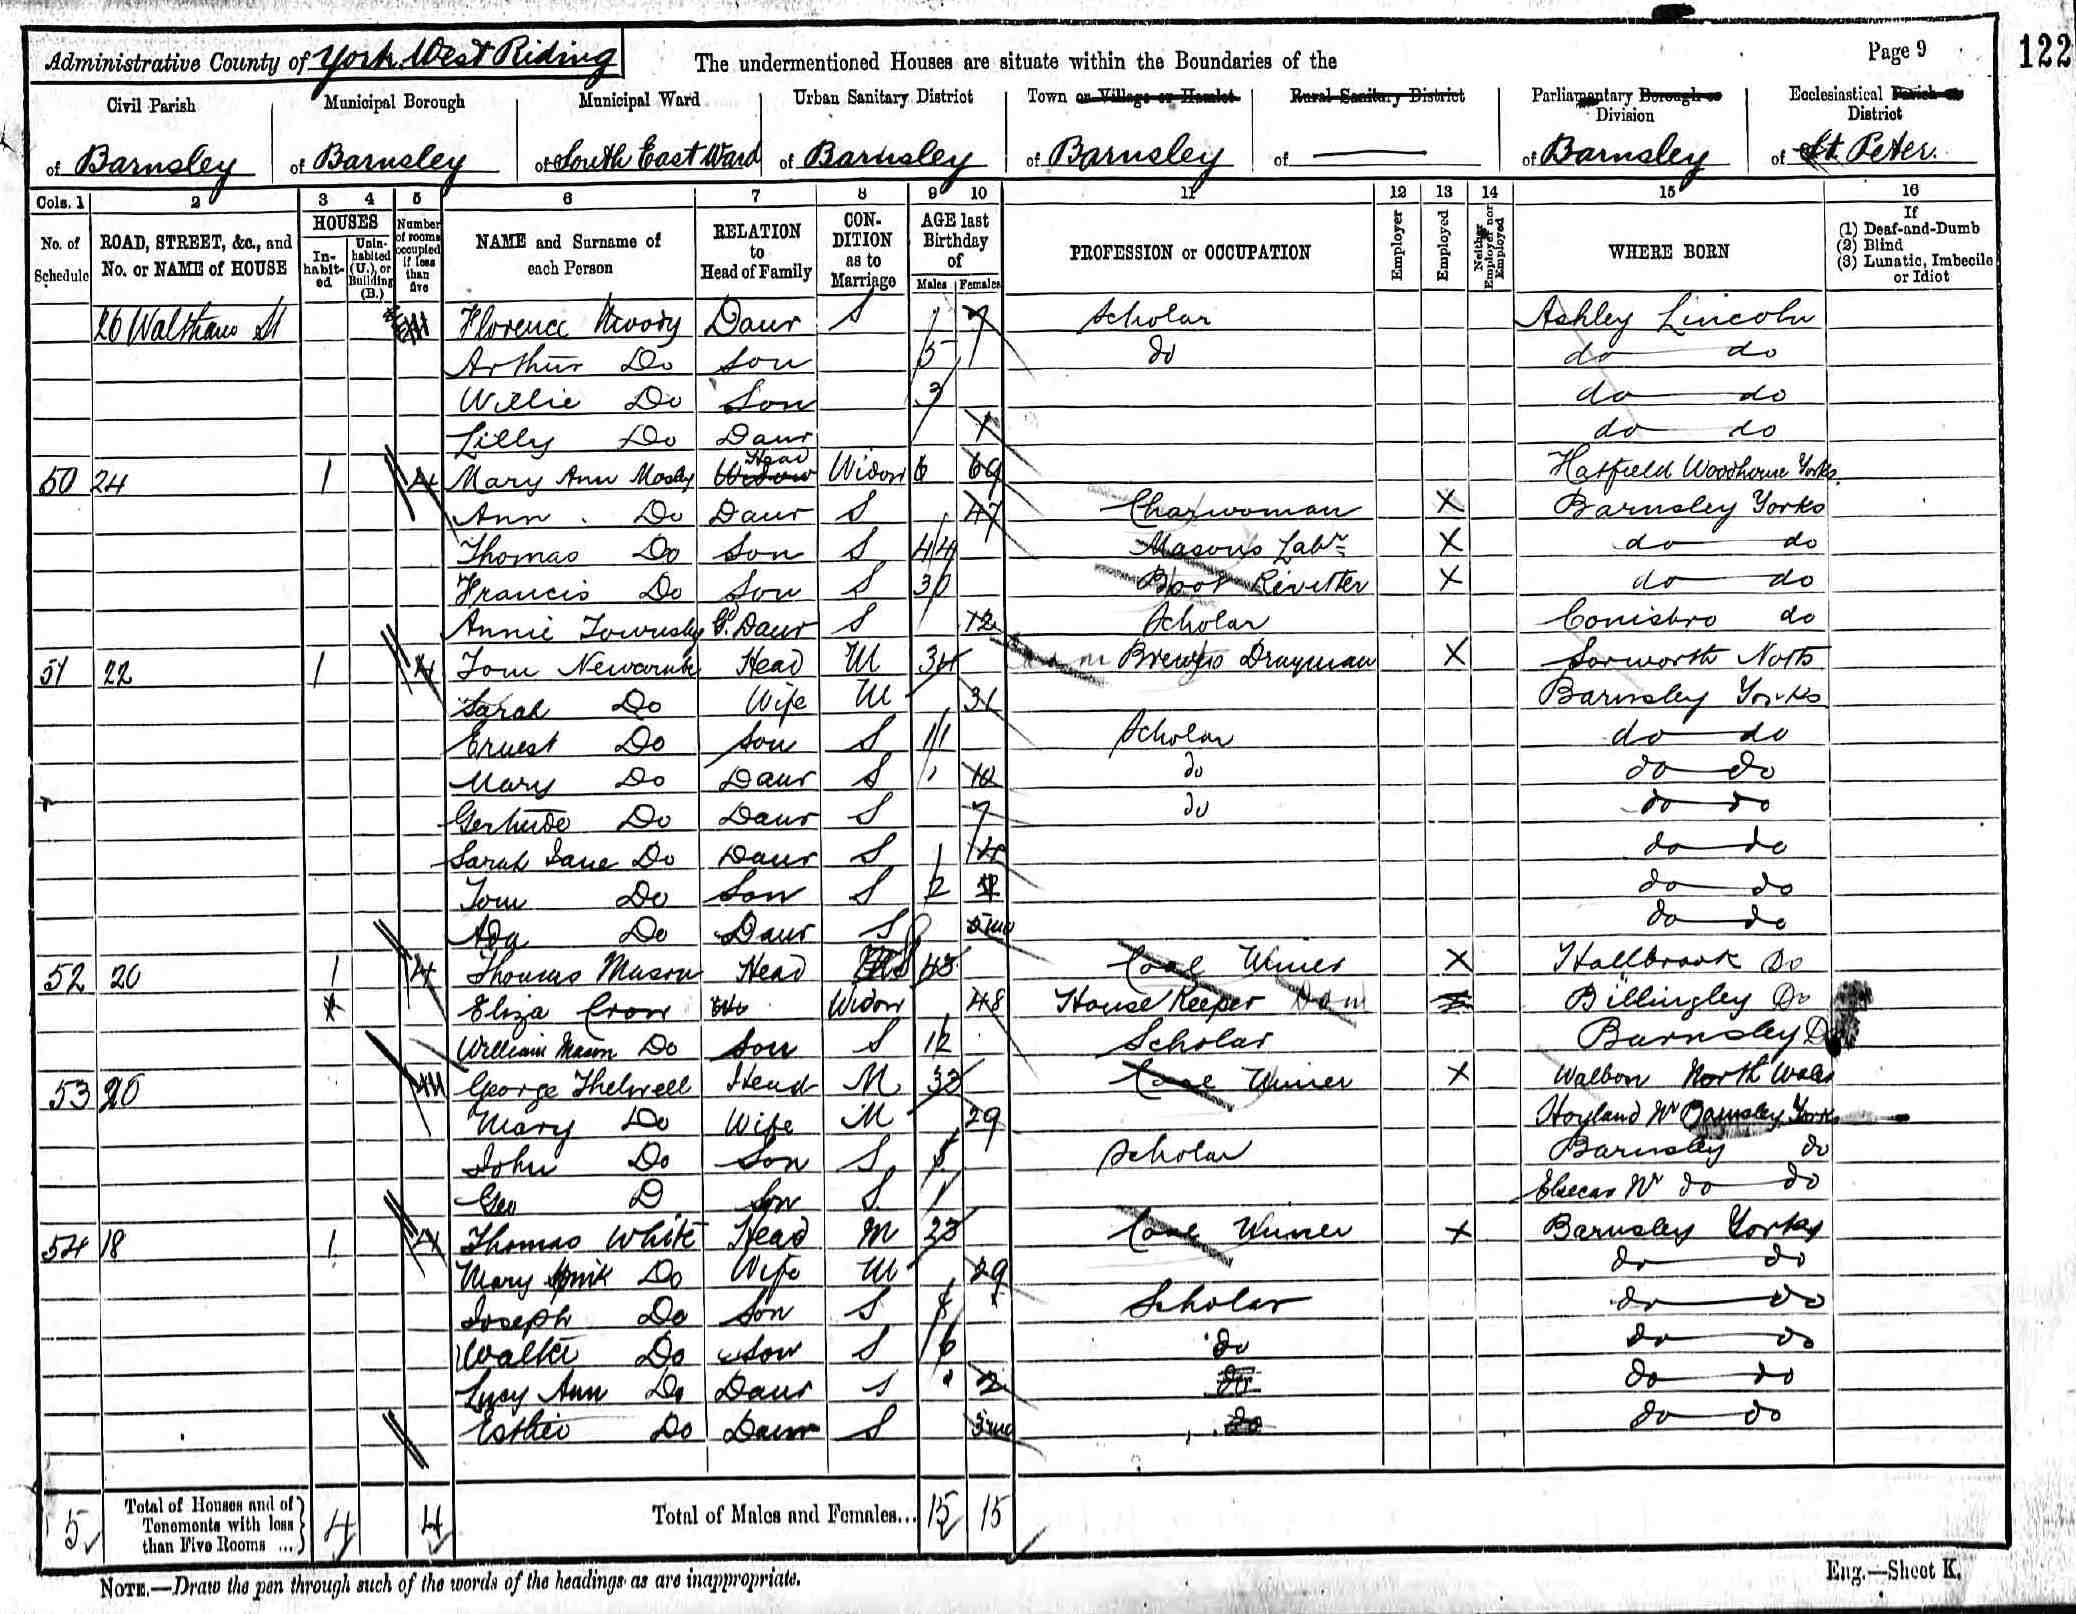 Administrative County of York West Riding The undermentioned Houses are situate within the Boundaries of the Page 9 122
Civil Parish Municipal Borough Municipal Ward Urban Sanitary District Town or Village or Hamlet Rural Sanitary District Parliamentary Borough or Division Ecclesiastical Parish or District
of Barnsley of Barnsley of South East Ward of Barnsley of Barnsley of — of Barnsley of St. Peter.
Cols. 1 2 3 4 5 6 7 8 9 10 11 12 13 14 15 16
No. of Schedule ROAD, STREET, &c., and No. or NAME of HOUSE HOUSES Inhabited Uninhabited (U.), or Building (B.) Number of rooms occupied if less than five NAME and Surname of each Person RELATION to Head of Family CONDITION as to Marriage AGE last Birthday of Males Females PROFESSION or OCCUPATION Employer Employed Neither Employer nor Employed WHERE BORN If (1) Deaf-and-Dumb (2) Blind (3) Lunatic, Imbecile or Idiot
26 Waltham St Florence Moody Daur S 7 Scholar Ashley Lincoln
Arthur Do Son 5 do do do
Willie Do Son 3 do do
Lilly Do Daur 1 do do
50 24 1 4 Mary Ann Mosby Widow Head Widow 69 Hatfield Woodhouse Yorks.
Ann Do Daur S 47 Charwoman X Barnsley Yorks
Thomas Do Son S 44 Masons Labr X do do
Francis Do Son S 30 Boot Rivetter X do do
Annie Townsley Gd. Daur S 12 Scholar Conisbro do
51 22 1 4 Tom Newark Head M 34 Brewers Drayman X Notts
Sarah Do Wife M 31 Barnsley Yorks
Ernest Do Son S 11 Scholar do do
Mary Do Daur S 10 do do do
Gertrude Do Daur S 7 do do do
Sarah Jane Do Daur S 4 do do
Tom Do Son S 2 do do
Ada Do Daur S 5mo do do
52 20 1 4 Thomas Mason Head S 43 Coal Miner X Hallbrook Do
Eliza Crow Widow 48 House Keeper Dom X Billingley Do
William Mason Do Son S 12 Scholar Barnsley Do
53 20 George Thelwell Head M 33 Coal Miner X North Wales
Mary Do Wife M 29 Hoyland Nr Barnsley Yorks
John Do Son S Scholar Barnsley do
Geo D Son S 1 Elsecar Nr do do
54 18 1 4 Thomas White Head M 33 Coal Miner X Barnsley Yorks
Mary Do Wife M 29 do do
Joseph Do Son S 8 Scholar do do
Walter Do Son S 6 do do do
Lucy Ann Do Daur S 2 do do do
Esther Do Daur S 3mo do do do
5 Total of Houses and of Tenements with less than Five Rooms ... 4 4 Total of Males and Females... 15 15
NOTE.—Draw the pen through such of the words of the headings as are inappropriate. Eng.—Sheet K.